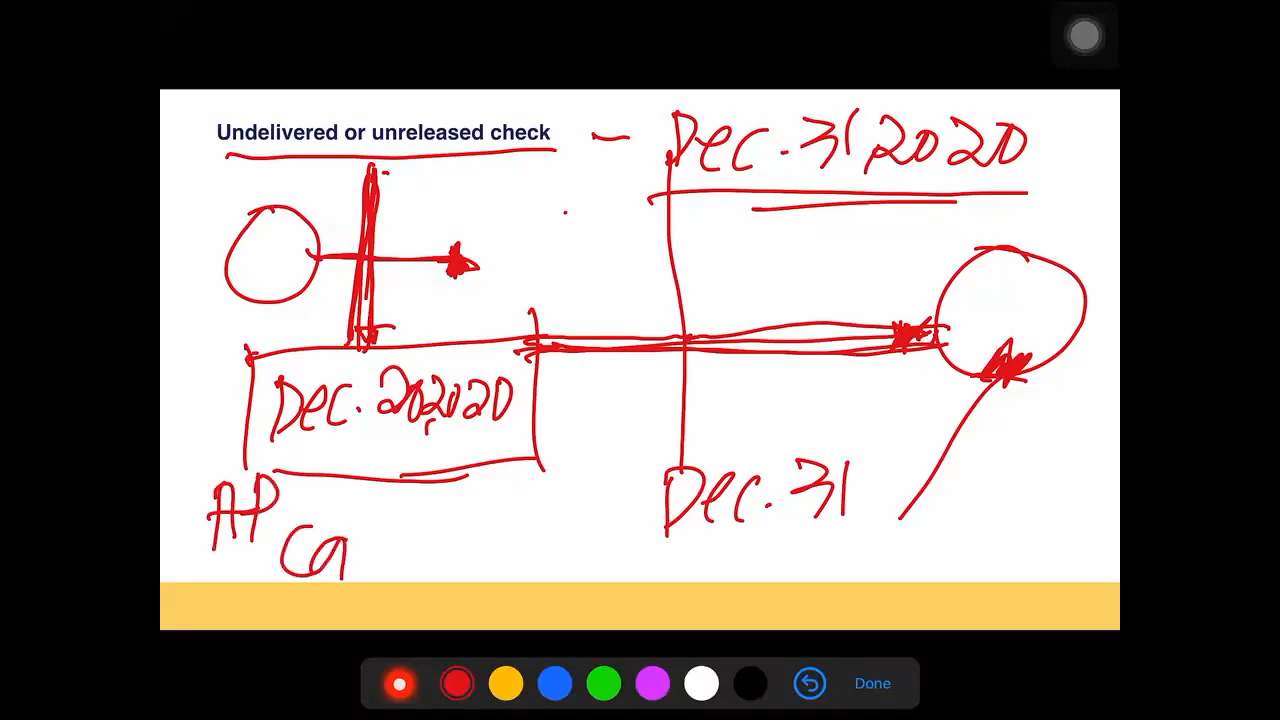 Undelivered or unreleased check – Dec. 31, 2020
Dec. 20, 2020
AP
Ca
Dec. 31
Done